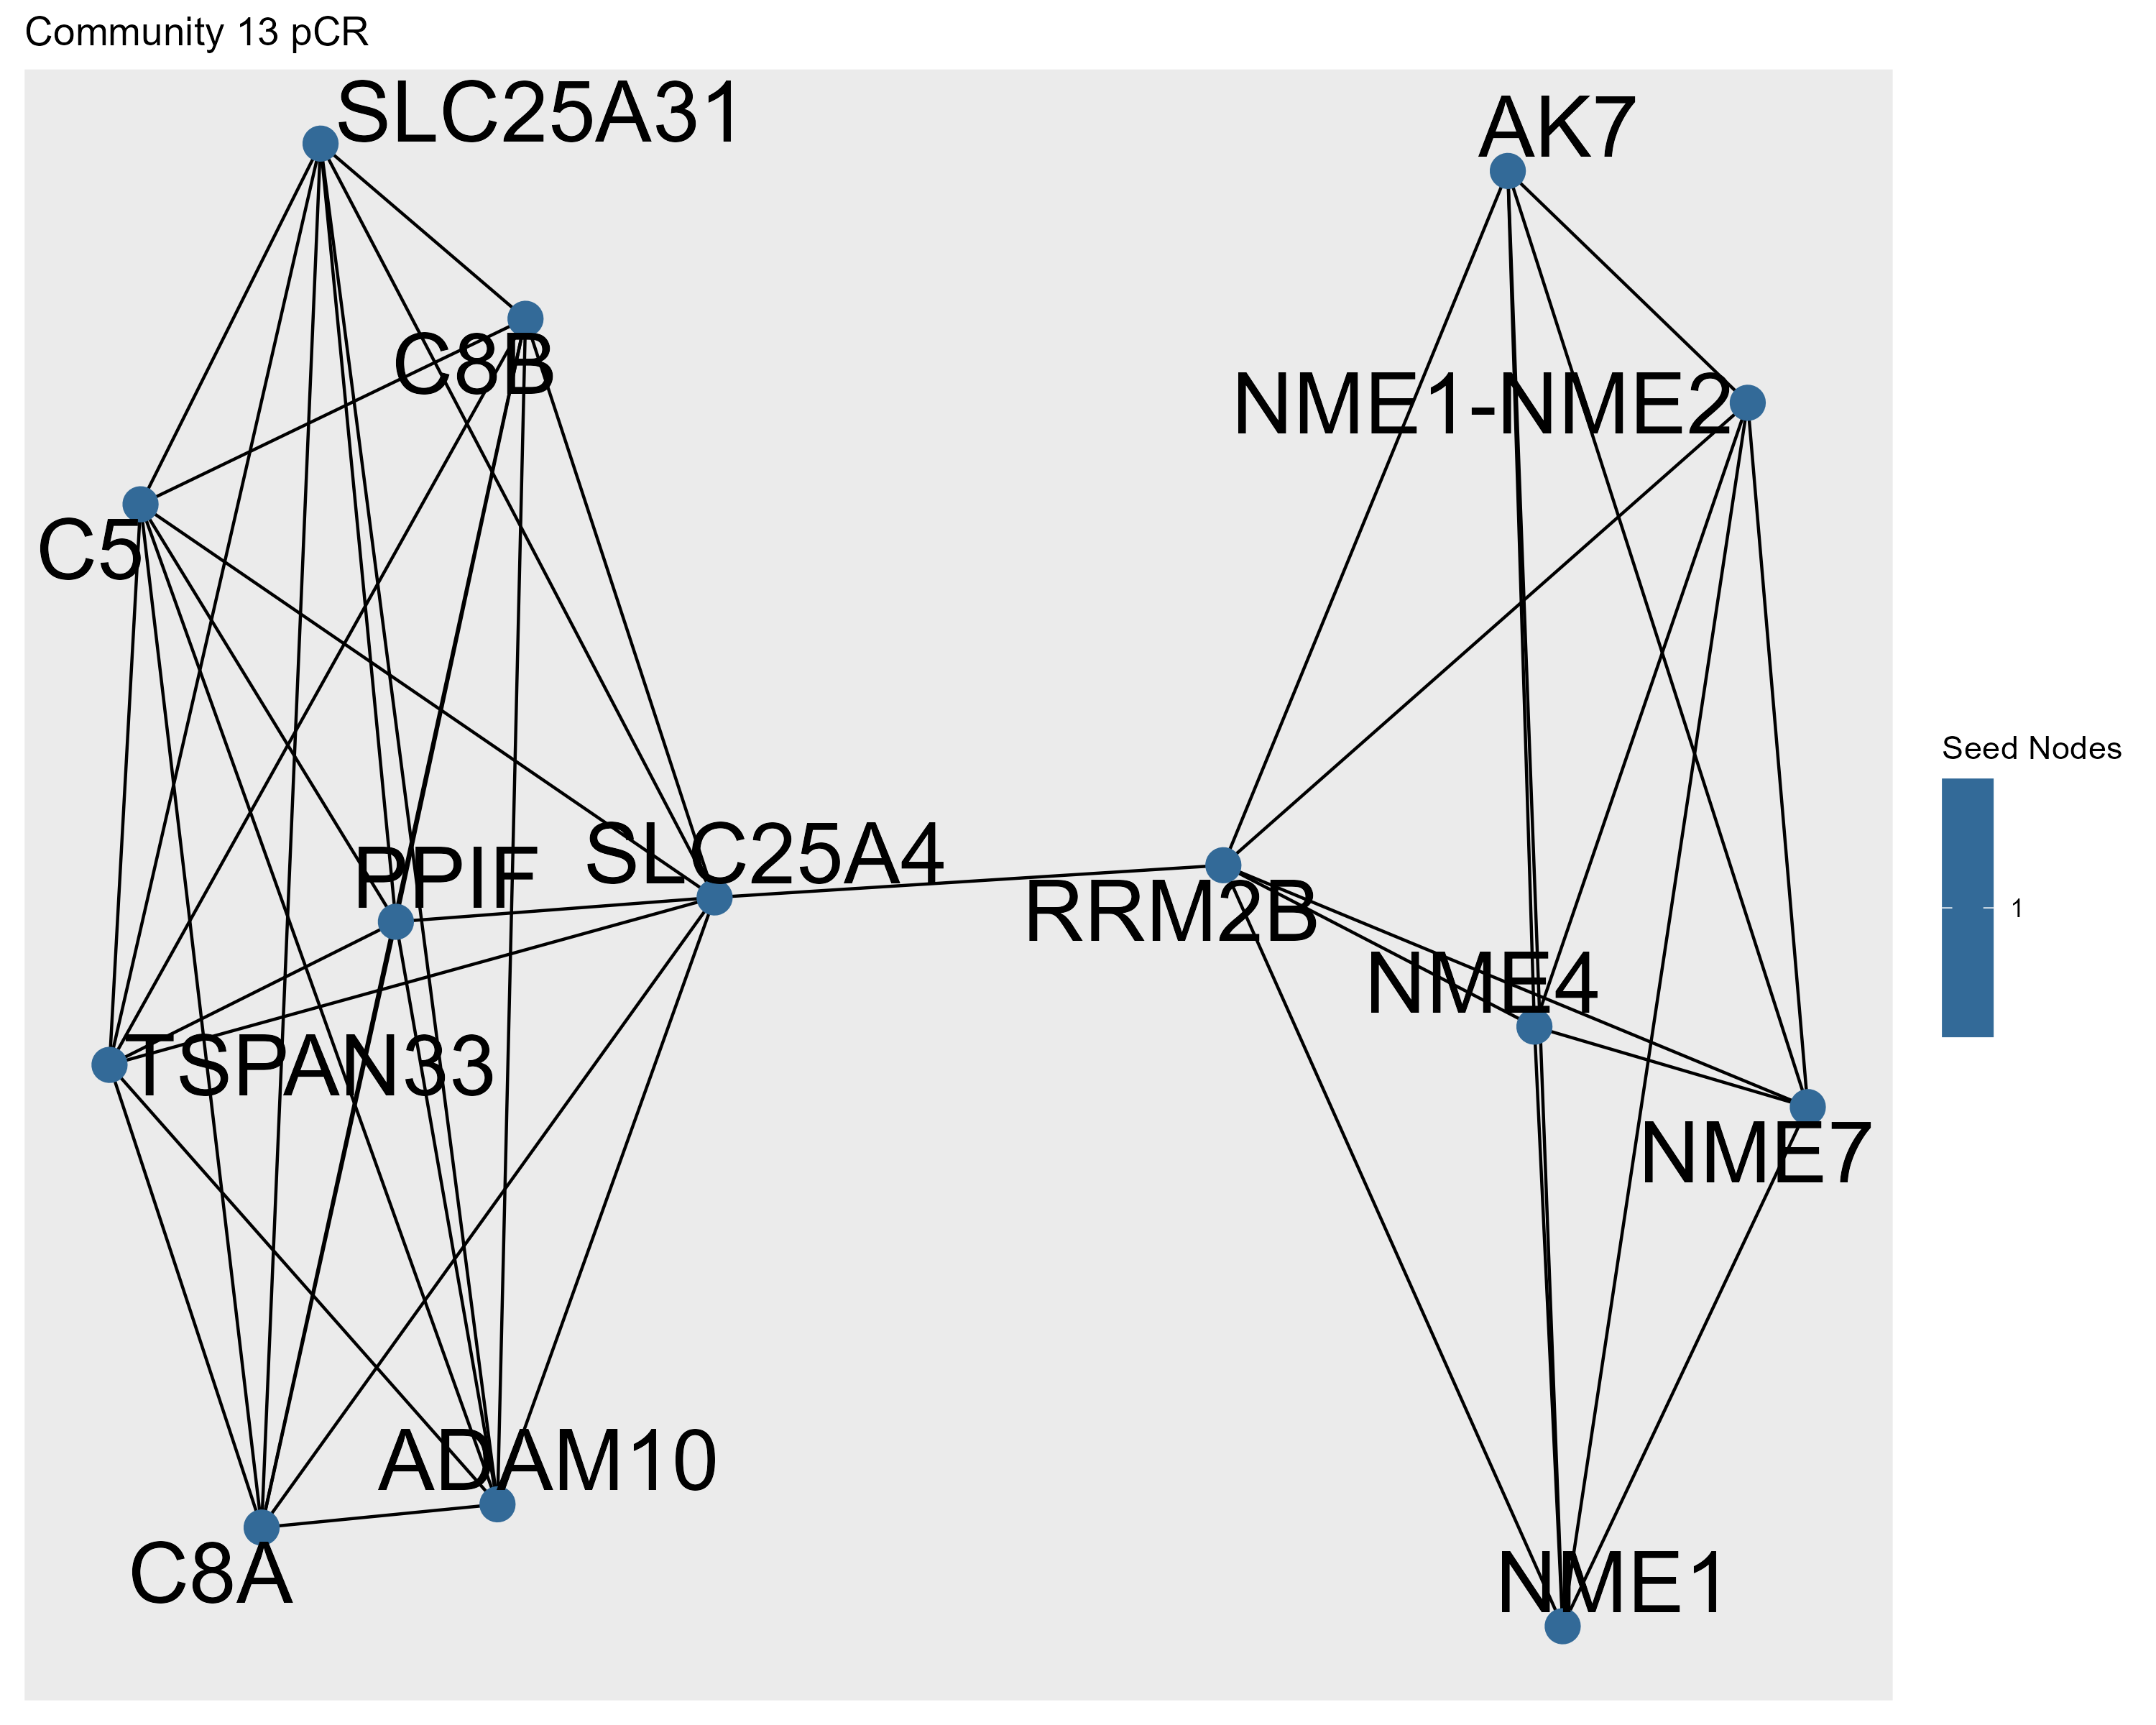 Community 13 pCR
SLC25A31
AK7
C8B
NME1-NME2
C5
Seed Nodes
SLC25A4
PPIF
RRM2B
1
NME4
TSPAN33
NME7
ADAM10
C8A
NME1